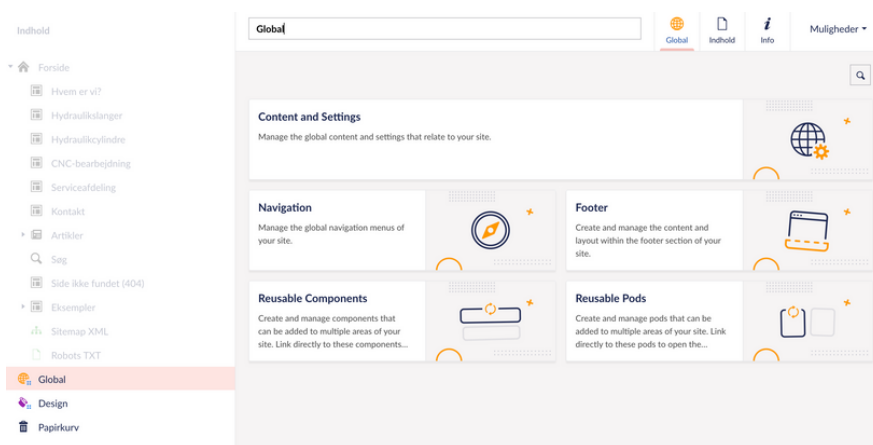 Indhold
Forside
Hvem er vi?
Hydraulikslanger
Hydraulikcylindre
CNC-bearbejdning
Serviceafdeling
Kontakt
Artikler
Søg
Side ikke fundet (404)
Eksempler
Sitemap XML
Robots TXT
Global
Design
Papirkurv
Global
Global
Indhold
Info
Muligheder
Content and Settings
Manage the global content and settings that relate to your site.
Navigation
Manage the global navigation menus of
your site.
Footer
Create and manage the content and
layout within the footer section of your
site.
Reusable Components
Create and manage components that
can be added to multiple areas of your
site. Link directly to these components...
Reusable Pods
Create and manage pods that can be
added to multiple areas of your site. Link
directly to these pods to open the...